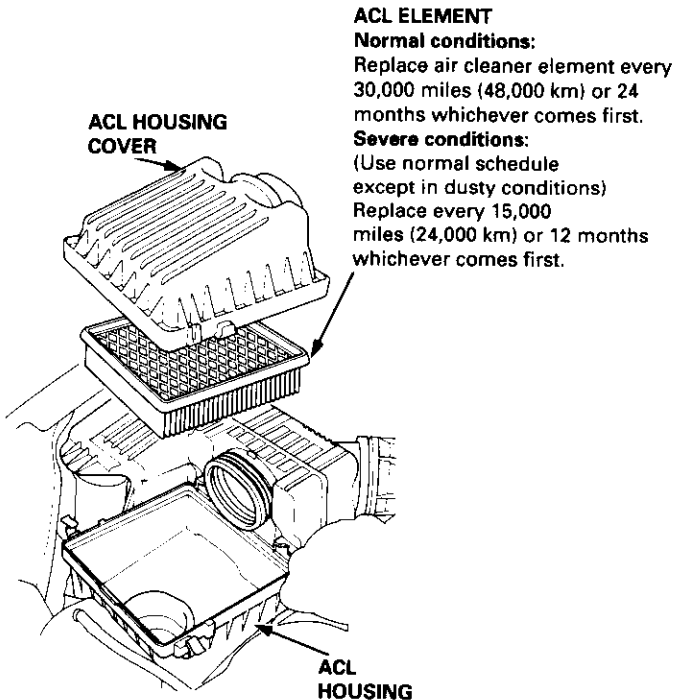 ACL ELEMENT
Normal conditions:
Replace air cleaner element every
30,000 miles (48,000 km) or 24
months whichever comes first.
Severe conditions:
(Use normal schedule
except in dusty conditions)
Replace every 15,000
miles (24,000 km) or 12 months
whichever comes first.
ACL HOUSING
COVER
ACL
HOUSING